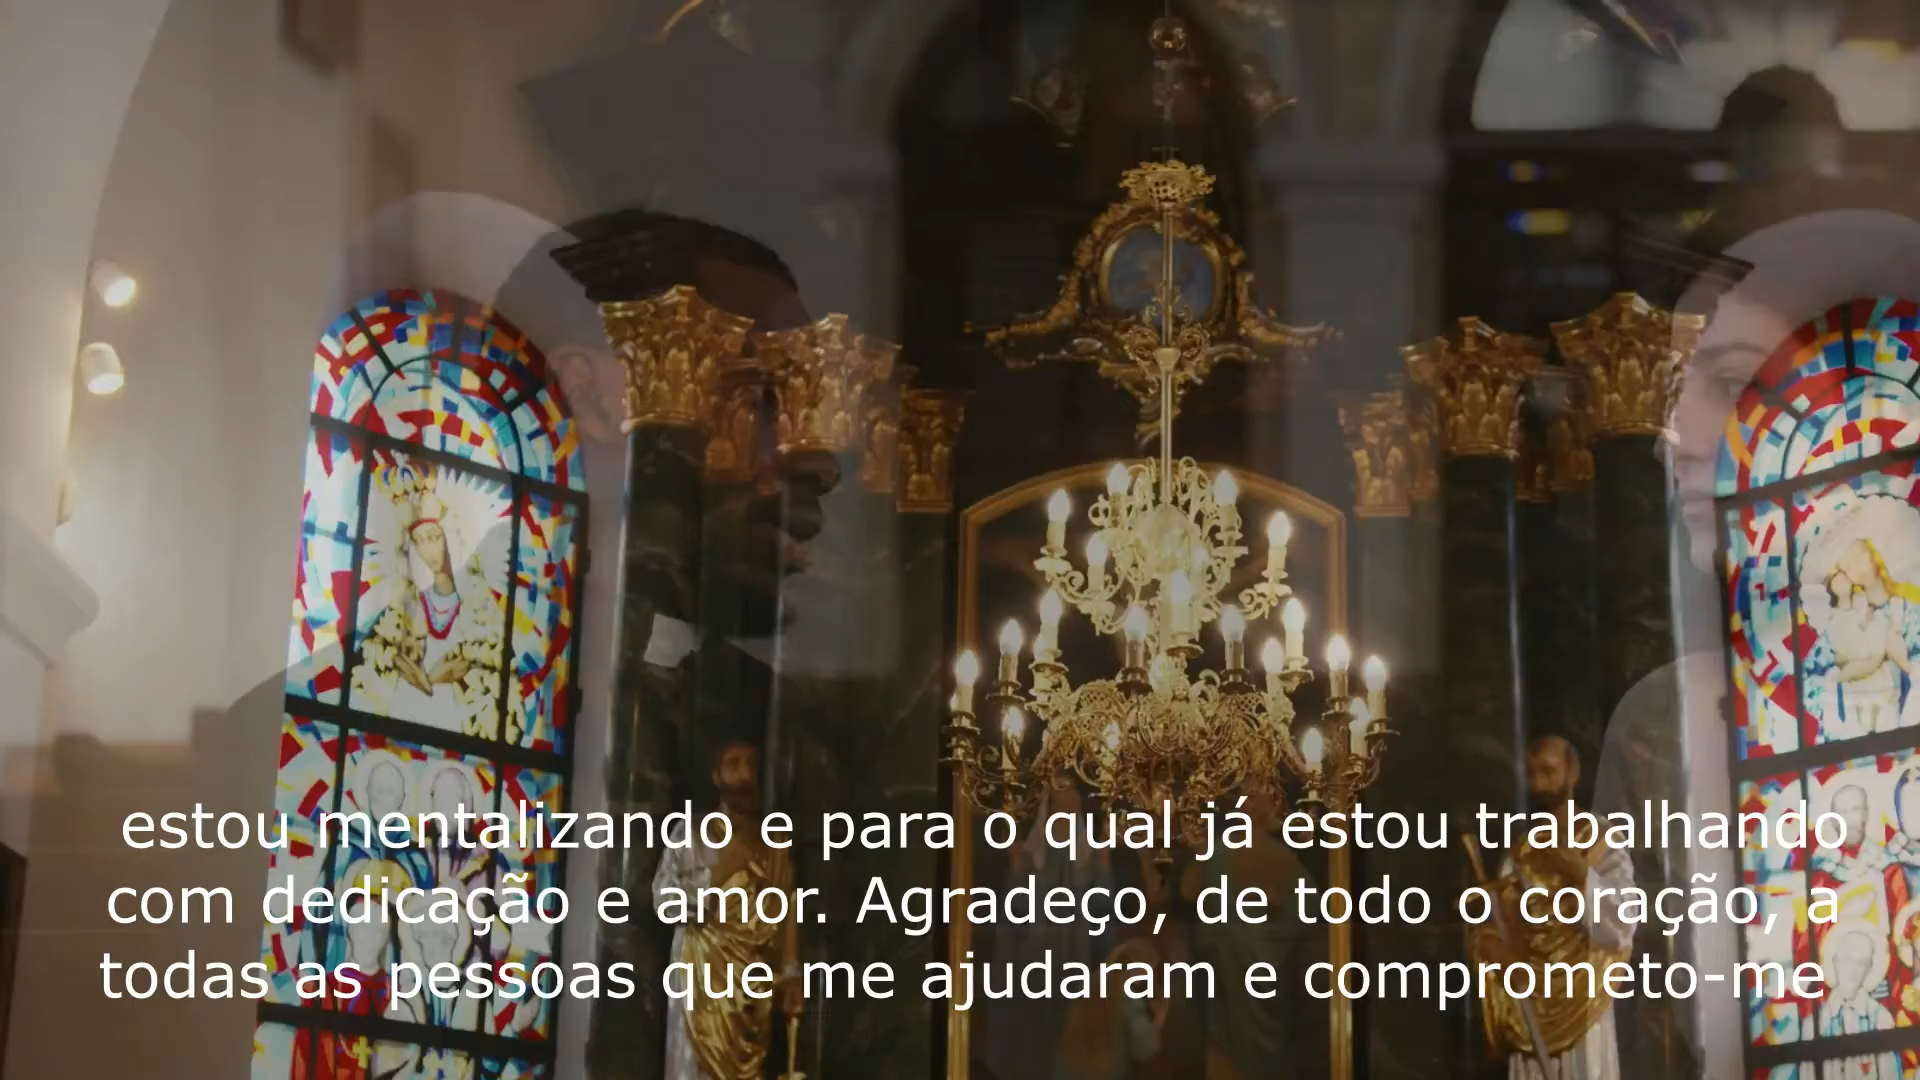 estou mentalizando e para o qual já estou trabalhando
com dedicação e amor. Agradeço, de todo o coração, a
todas as pessoas que me ajudaram e comprometo-me